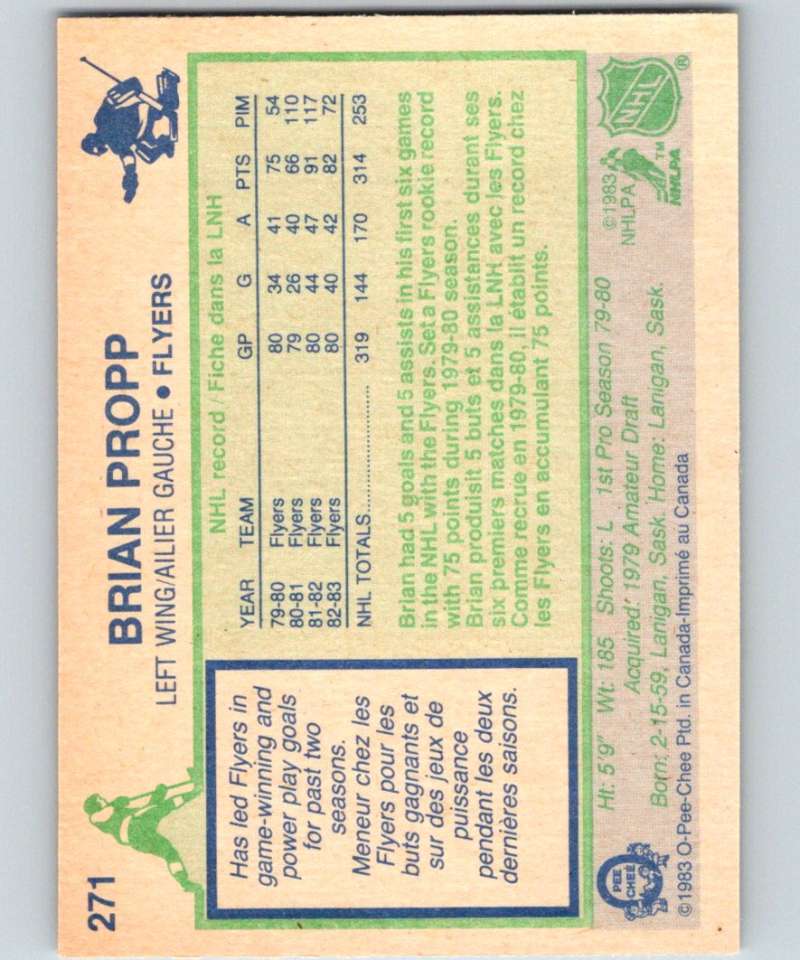 271
BRIAN PROPP
LEFT WING/AILIER GAUCHE • FLYERS
Has led Flyers in
game-winning and
power play goals
for past two
seasons.
Meneur chez les
Flyers pour les
buts gagnants et
sur des jeux de
puissance
pendant les deux
dernières saisons.
NHL record / Fiche dans la LNH
YEAR TEAM GP G A PTS PIM
79-80 Flyers 80 34 41 75 54
80-81 Flyers 79 26 40 66 110
81-82 Flyers 80 44 47 91 117
82-83 Flyers 80 40 42 82 72
NHL TOTALS.................... 319 144 170 314 253
Brian had 5 goals and 5 assists in his first six games
in the NHL with the Flyers. Set a Flyers rookie record
with 75 points during 1979-80 season.
Brian produisit 5 buts et 5 assistances durant ses
six premiers matches dans la LNH avec les Flyers.
Comme recrue en 1979-80, il établit un record chez
les Flyers en accumulant 75 points.
PEE
CHEE
Ht: 5'9" Wt: 185 Shoots: L 1st Pro Season 79-80
Acquired: 1979 Amateur Draft
Born: 2-15-59, Lanigan, Sask. Home: Lanigan, Sask
©1983
NHLPA
NHL ®
NHLPA ™
©1983 O-Pee-Chee Ptd. in Canada-Imprimé au Canada